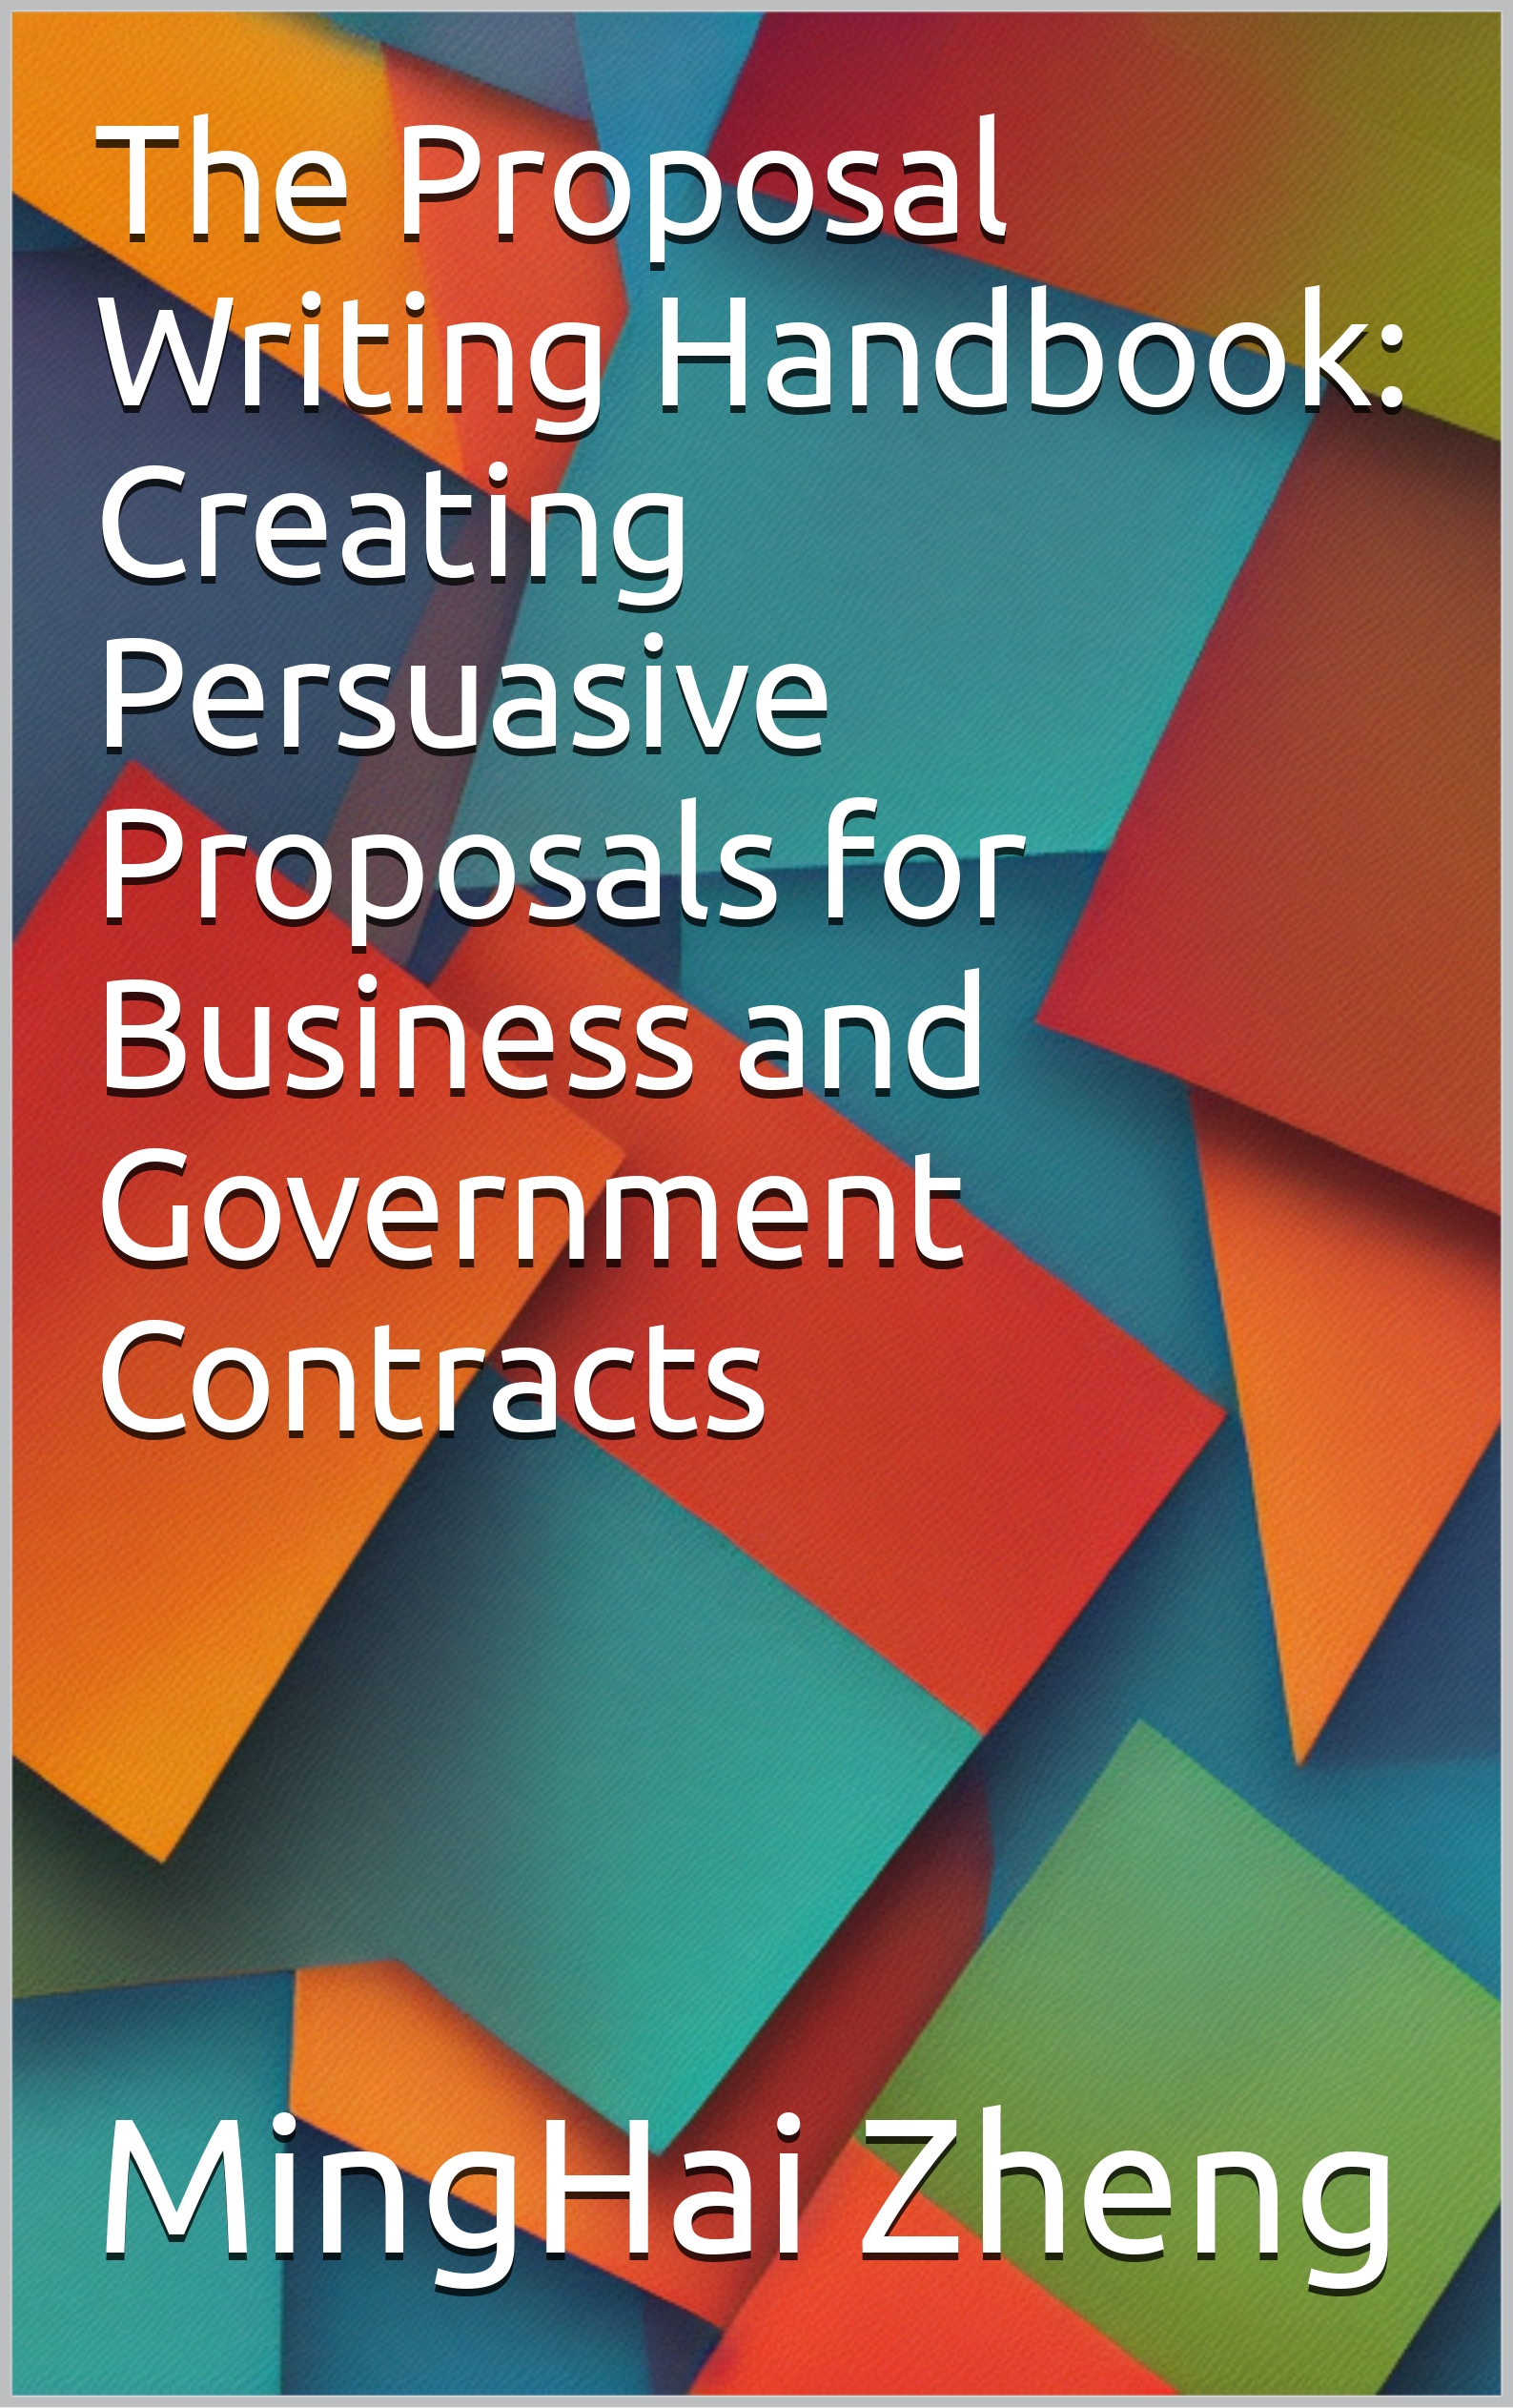 The Proposal
Writing Handbook:
Creating
Persuasive
Proposals for
Business and
Government
Contracts
MingHai Zheng